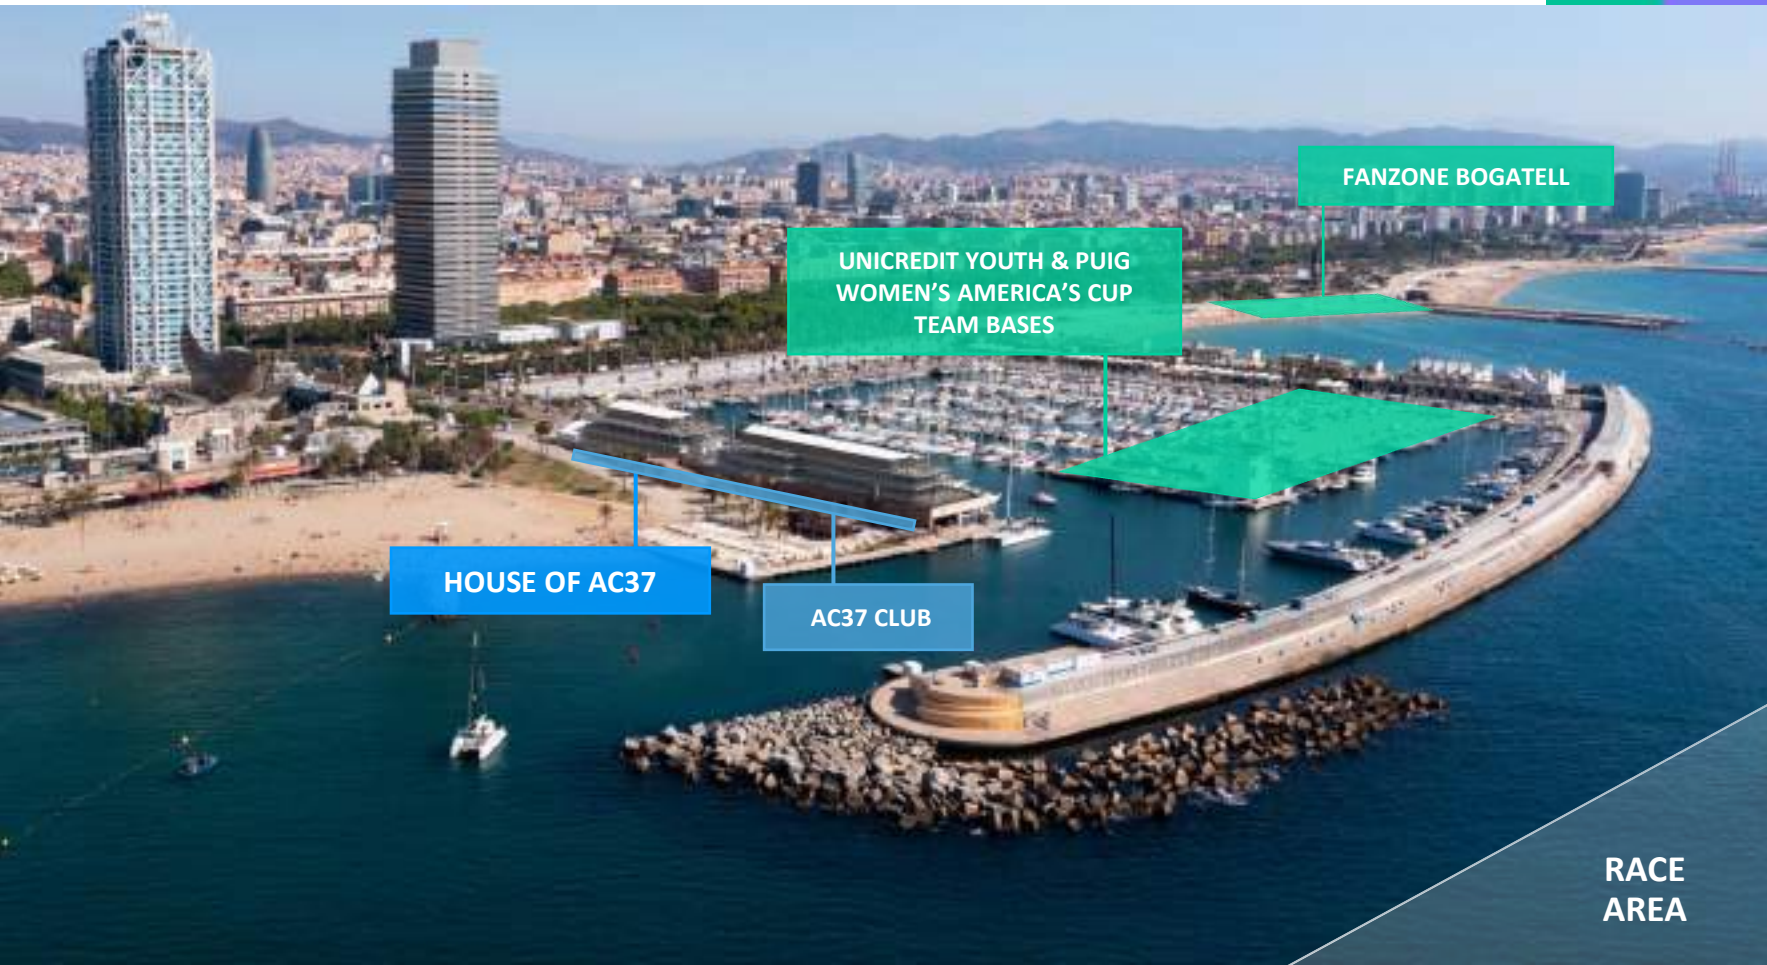 FANZONE BOGATELL
UNICREDIT YOUTH & PUIG
WOMEN'S AMERICA'S CUP
TEAM BASES
HOUSE OF AC37
AC37 CLUB
RACE
AREA